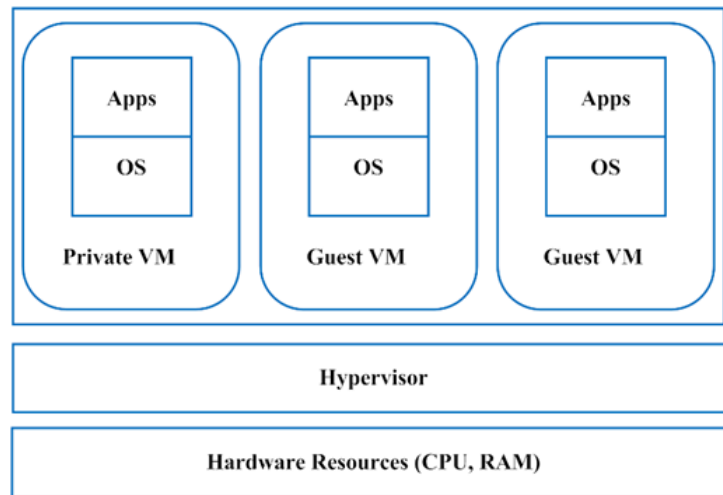 Apps
Apps
Apps
OS
OS
OS
Private VM
Guest VM
Guest VM
Hypervisor
Hardware Resources (CPU, RAM)